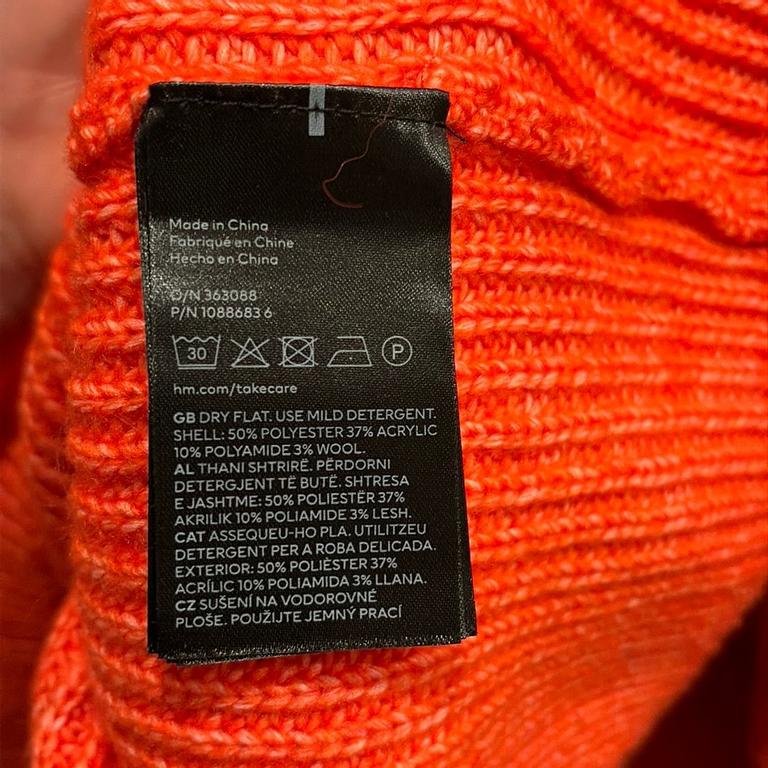 Made in China
Fabriqué en Chine
Hecho en China
O/N 363088
P/N 1088683 6
30 P
hm.com/takecare
GB DRY FLAT. USE MILD DETERGENT.
SHELL: 50% POLYESTER 37% ACRYLIC
10% POLYAMIDE 3% WOOL.
AL THANI SHTRIRË. PËRDORNI
DETERGJENT TË BUTË. SHTRESA
E JASHTME: 50% POLIESTËR 37%
AKRILIK 10% POLIAMIDE 3% LESH.
CAT ASSEQUEU-HO PLA. UTILITZEU
DETERGENT PER A ROBA DELICADA.
EXTERIOR: 50% POLIÈSTER 37%
ACRÍLIC 10% POLIAMIDA 3% LLANA.
CZ SUŠENÍ NA VODOROVNÉ
PLOŠE. POUŽIJTE JEMNÝ PRACÍ